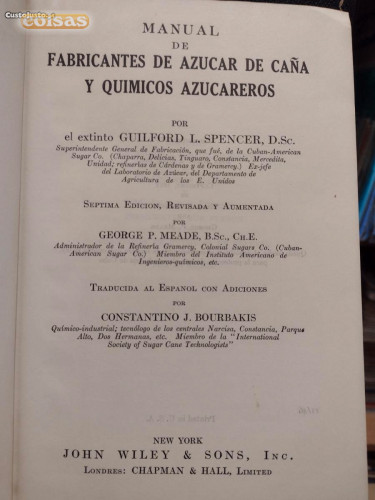 CustoJusto.pt
coisas
MANUAL
DE
FABRICANTES DE AZUCAR DE CAÑA
Y QUIMICOS AZUCAREROS
POR
el extinto GUILFORD L. SPENCER, D.Sc.
Superintendente General de Fabricación, que fué, de la Cuban-American
Sugar Co. (Chaparra, Delicias, Tinguaro, Constancia, Mercedita,
Unidad; refinerías de Cárdenas y de Gramercy.) Ex-jefe
del Laboratorio de Azúcar, del Departamento de
Agricultura de los E. Unidos
SEPTIMA EDICION, REVISADA Y AUMENTADA
POR
GEORGE P. MEADE, B.Sc., Ch.E.
Administrador de la Refinería Gramercy, Colonial Sugars Co. (Cuban-
American Sugar Co.) Miembro del Instituto Americano de
Ingenieros-químicos, etc.
TRADUCIDA AL ESPANOL CON ADICIONES
POR
CONSTANTINO J. BOURBAKIS
Químico-industrial; tecnólogo de los centrales Narcisa, Constancia, Parque
Alto, Dos Hermanas, etc. Miembro de la "International
Society of Sugar Cane Technologists"
NEW YORK
JOHN WILEY & SONS, INC.
LONDRES: CHAPMAN & HALL, LIMITED